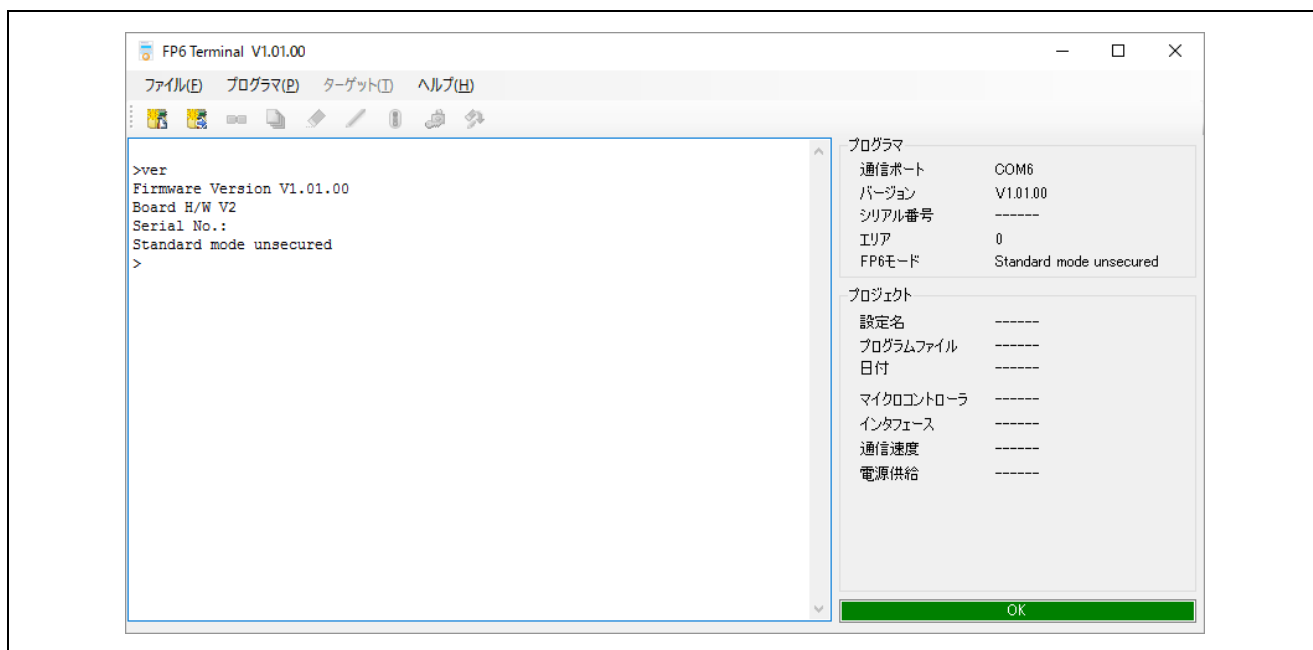 FP6 Terminal V1.01.00
ファイル(F) プログラマ(P) ターゲット(T) ヘルプ(H)
>ver
Firmware Version V1.01.00
Board H/W V2
Serial No.:
Standard mode unsecured
>
プログラマ
通信ポート COM6
バージョン V1.01.00
シリアル番号 ------
エリア 0
FP6モード Standard mode unsecured
プロジェクト
設定名 ------
プログラムファイル ------
日付 ------
マイクロコントローラ ------
インタフェース ------
通信速度 ------
電源供給 ------
OK